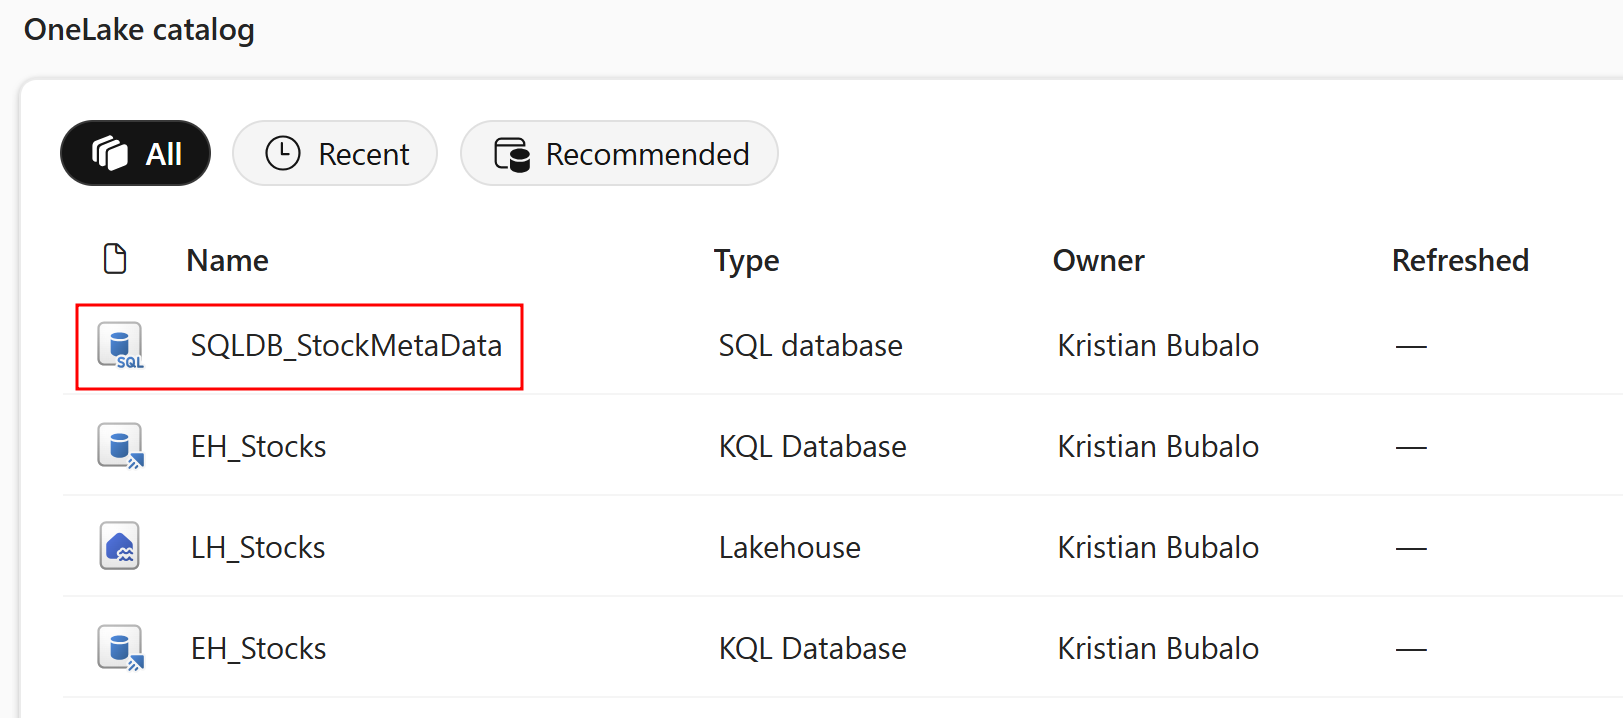 OneLake catalog
All Recent Recommended
Name Type Owner Refreshed
SQL SQLDB_StockMetaData SQL database Kristian Bubalo —
EH_Stocks KQL Database Kristian Bubalo —
LH_Stocks Lakehouse Kristian Bubalo —
EH_Stocks KQL Database Kristian Bubalo —